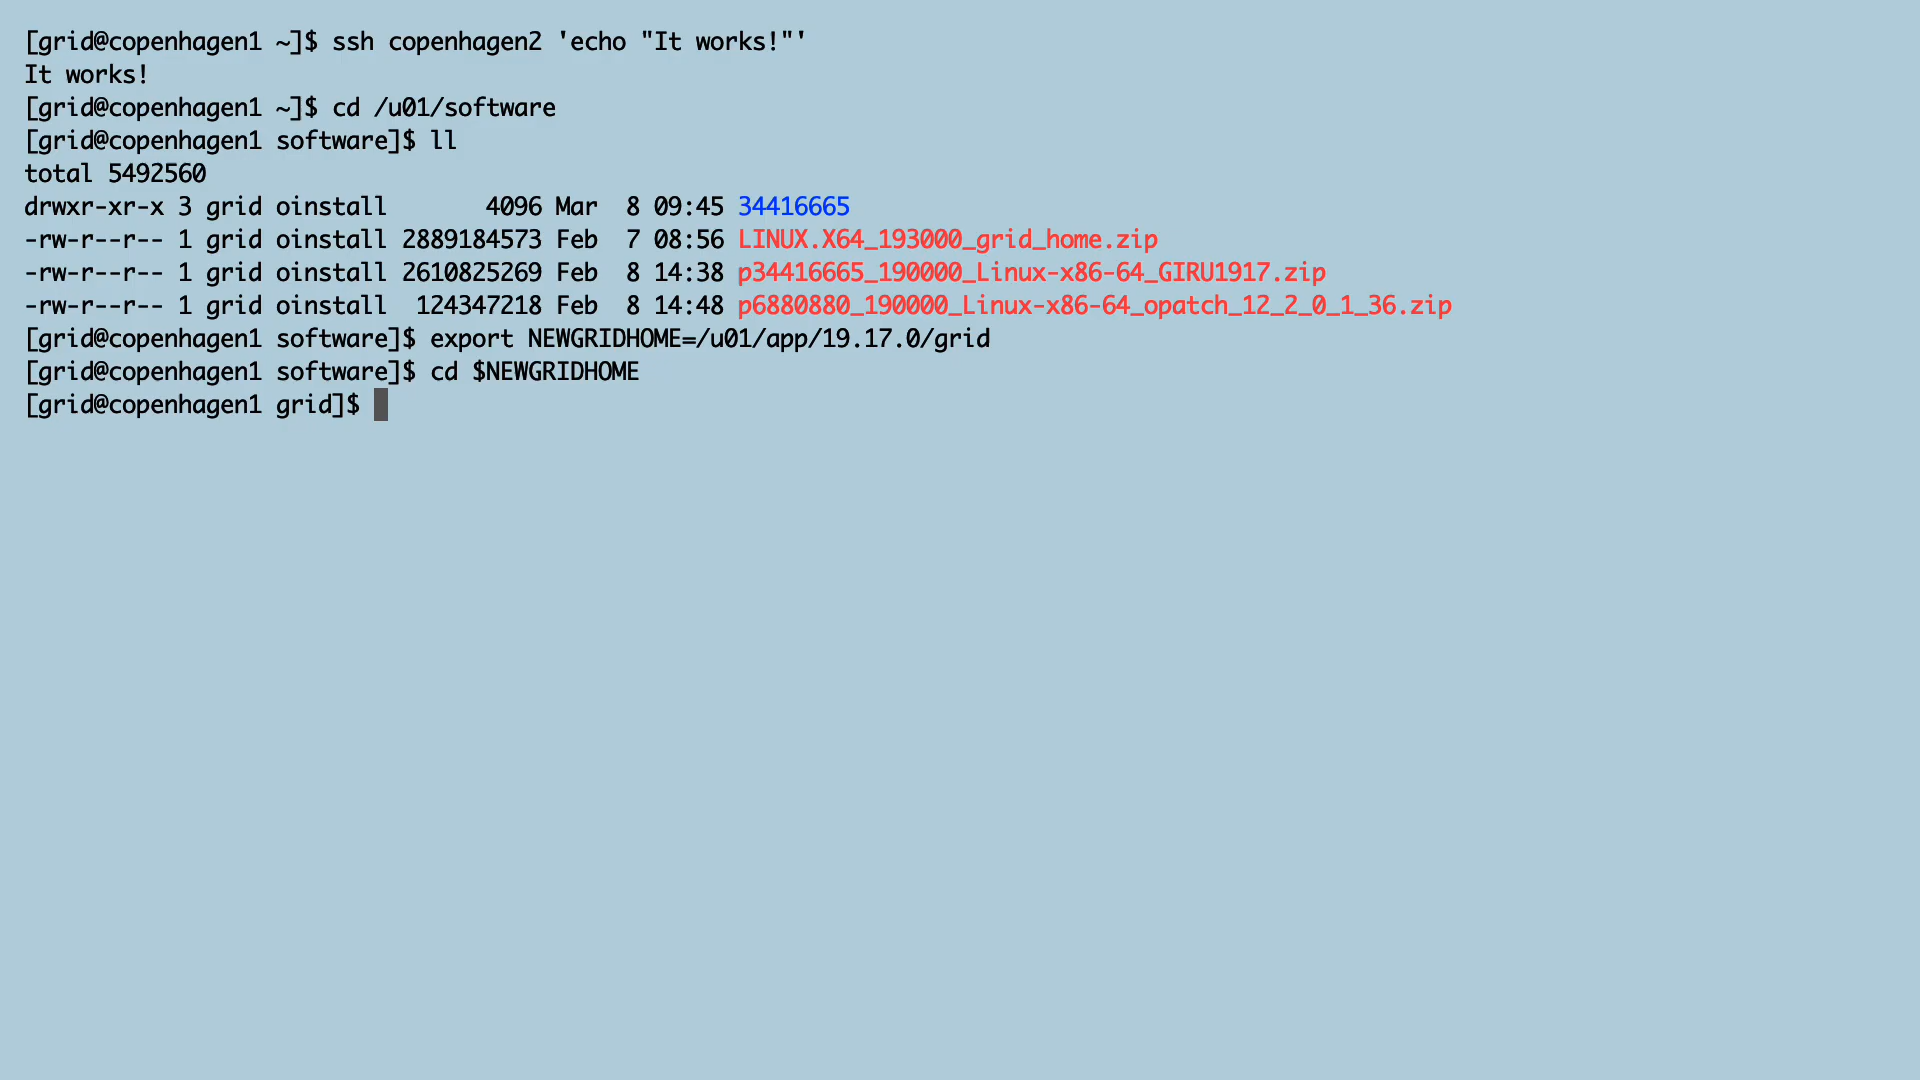 [grid@copenhagen1 ~]$ ssh copenhagen2 'echo "It works!"'
It works!
[grid@copenhagen1 ~]$ cd /u01/software
[grid@copenhagen1 software]$ ll
total 5492560
drwxr-xr-x 3 grid oinstall       4096 Mar  8 09:45 34416665
-rw-r--r-- 1 grid oinstall 2889184573 Feb  7 08:56 LINUX.X64_193000_grid_home.zip
-rw-r--r-- 1 grid oinstall 2610825269 Feb  8 14:38 p34416665_190000_Linux-x86-64_GIRU1917.zip
-rw-r--r-- 1 grid oinstall  124347218 Feb  8 14:48 p6880880_190000_Linux-x86-64_opatch_12_2_0_1_36.zip
[grid@copenhagen1 software]$ export NEWGRIDHOME=/u01/app/19.17.0/grid
[grid@copenhagen1 software]$ cd $NEWGRIDHOME
[grid@copenhagen1 grid]$